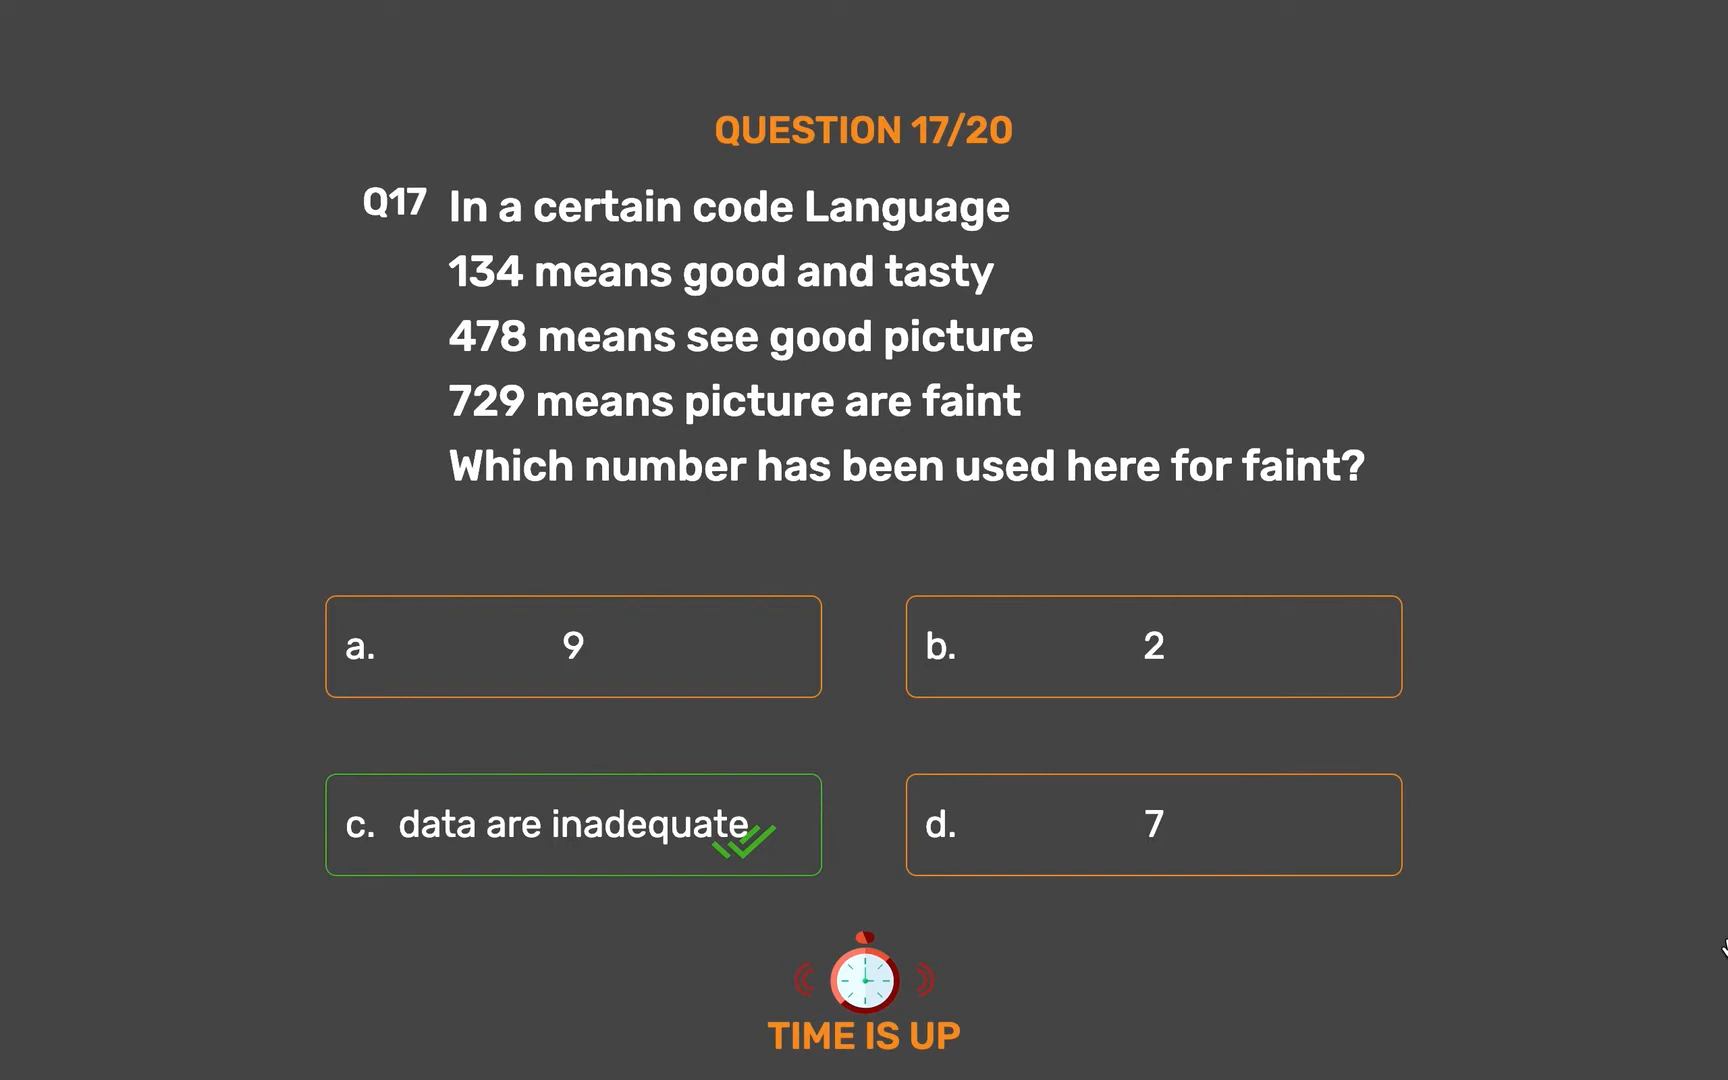 QUESTION 17/20
Q17 In a certain code Language
134 means good and tasty
478 means see good picture
729 means picture are faint
Which number has been used here for faint?
a. 9
b. 2
c. data are inadequate
d. 7
TIME IS UP